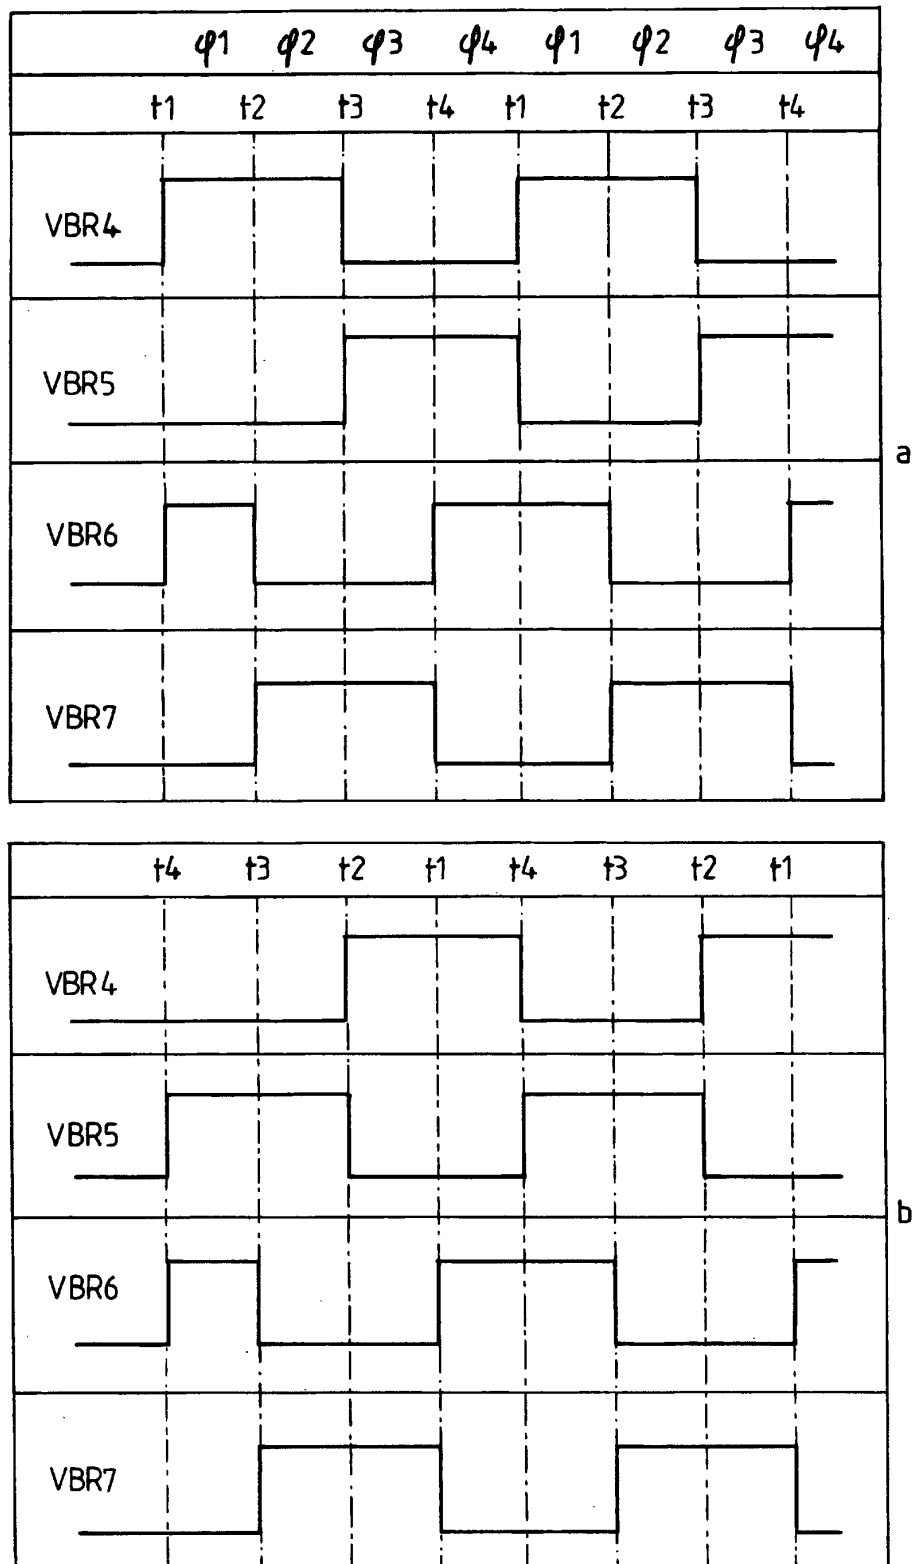 φ1 φ2 φ3 φ4 φ1 φ2 φ3 φ4
t1 t2 t3 t4 t1 t2 t3 t4
VBR4
VBR5
a
VBR6
VBR7
t4 t3 t2 t1 t4 t3 t2 t1
VBR4
VBR5
b
VBR6
VBR7